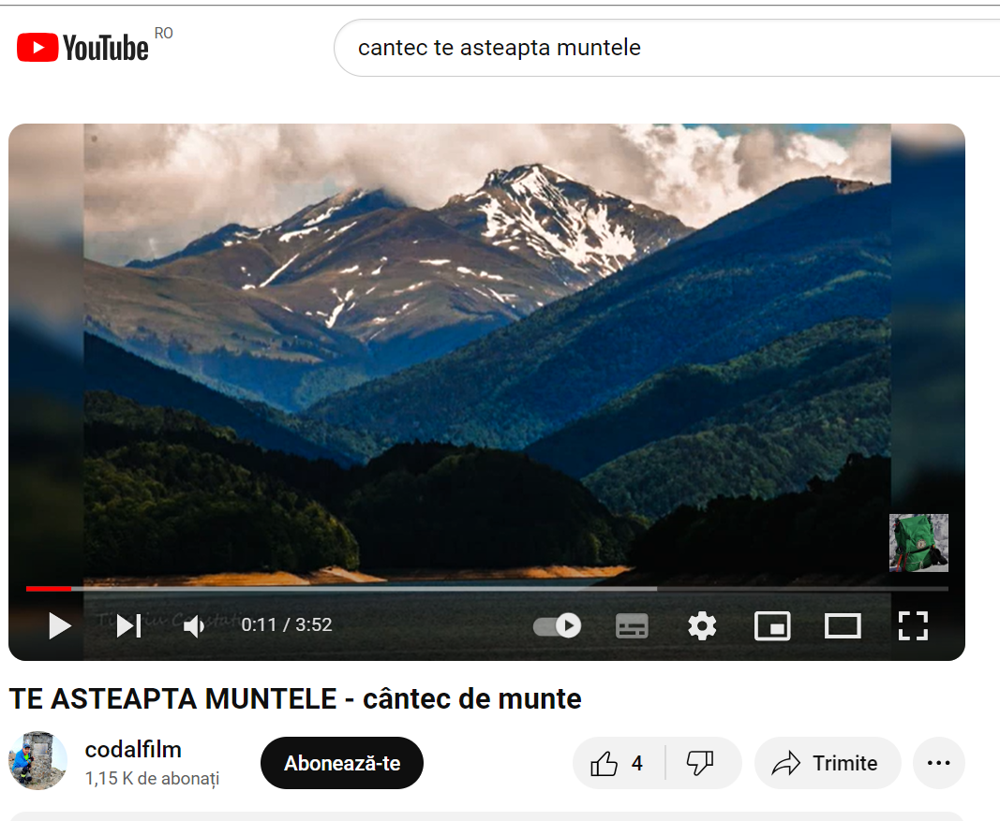 YouTube RO
cantec te asteapta muntele
0:11 / 3:52
TE ASTEAPTA MUNTELE - cântec de munte
codalfilm
1,15 K de abonați
Abonează-te
4
Trimite